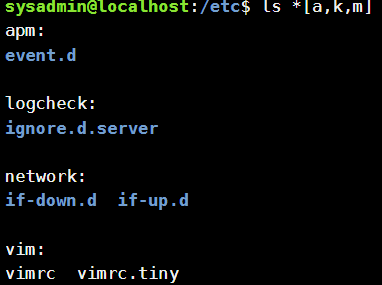 sysadmin@localhost:/etc$ ls *[a,k,m]
apm:
event.d
logcheck:
ignore.d.server
network:
if-down.d  if-up.d
vim:
vimrc  vimrc.tiny